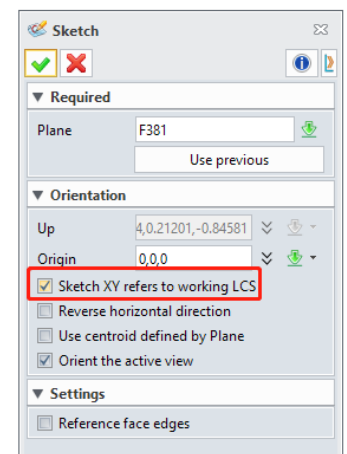 Sketch
Required
Plane F381
Use previous
Orientation
Up 4,0.21201,-0.84581
Origin 0,0,0
Sketch XY refers to working LCS
Reverse horizontal direction
Use centroid defined by Plane
Orient the active view
Settings
Reference face edges